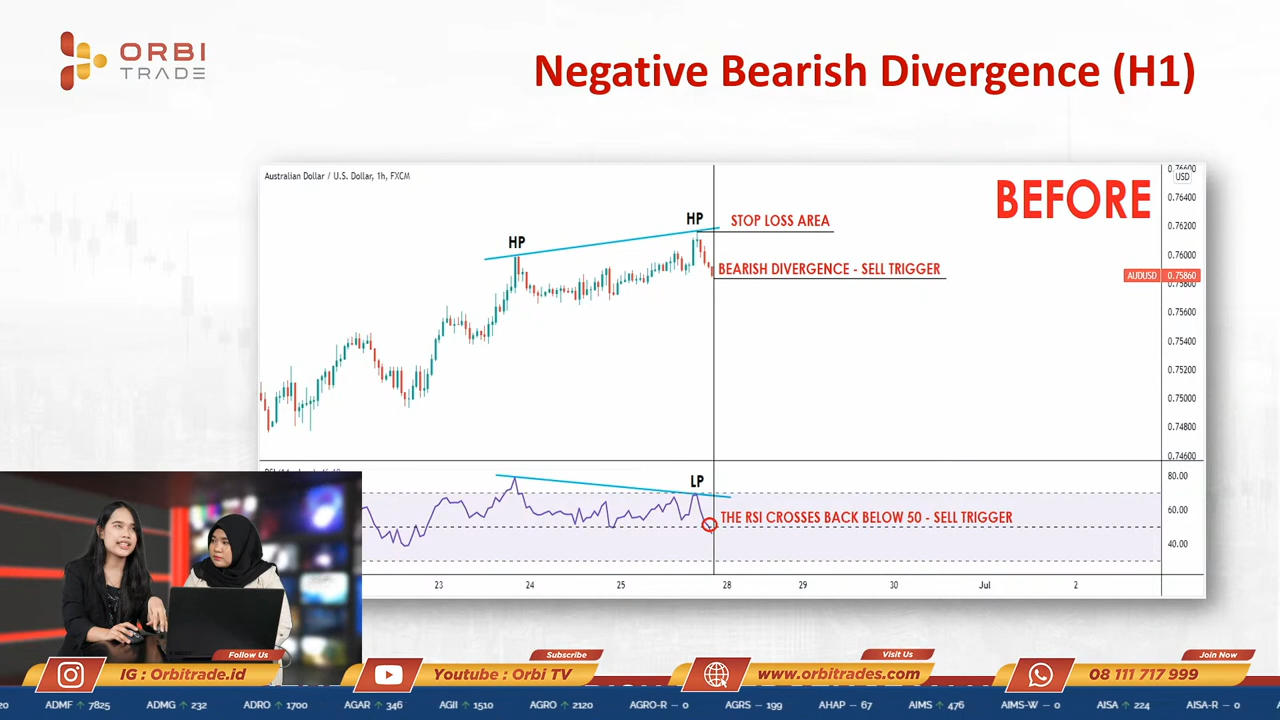 ORBI
TRADE
Negative Bearish Divergence (H1)
Australian Dollar / U.S. Dollar, 1h, FXCM
BEFORE
HP
HP
STOP LOSS AREA
BEARISH DIVERGENCE - SELL TRIGGER
0.76600
USD
0.76400
0.76200
0.76000
AUDUSD 0.75860
0.75800
0.75600
0.75400
0.75200
0.75000
0.74800
0.74600
LP
THE RSI CROSSES BACK BELOW 50 - SELL TRIGGER
80.00
60.00
40.00
23 24 25 28 29 30 Jul 2
Follow Us
IG : Orbitrade.id
Subscribe
Youtube : Orbi TV
Visit Us
www.orbitrades.com
Join Now
08 111 717 999
20 ADMF 7825 ADMG 232 ADRO 1700 AGAR 346 AGII 1510 AGRO 2120 AGRO-R 0 AGRS 199 AHAP 67 AIMS 476 AIMS-W 0 AISA 224 AISA-R 0